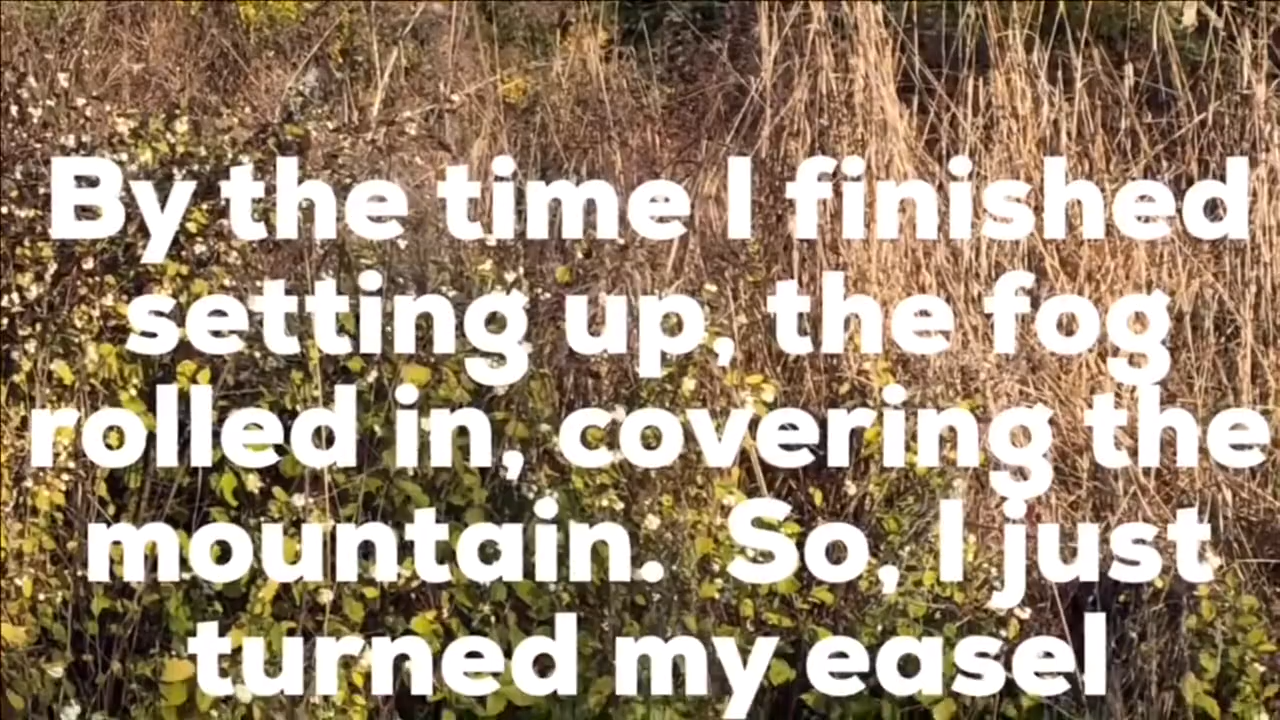 By the time I finished
setting up, the fog
rolled in, covering the
mountain.  So, I just
turned my easel